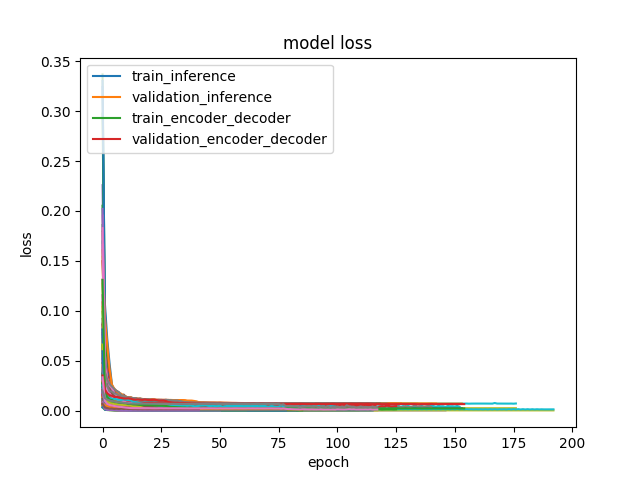 model loss
0.35
0.30
0.25
0.20
0.15
0.10
0.05
0.00
loss
train_inference
validation_inference
train_encoder_decoder
validation_encoder_decoder
0 25 50 75 100 125 150 175 200
epoch